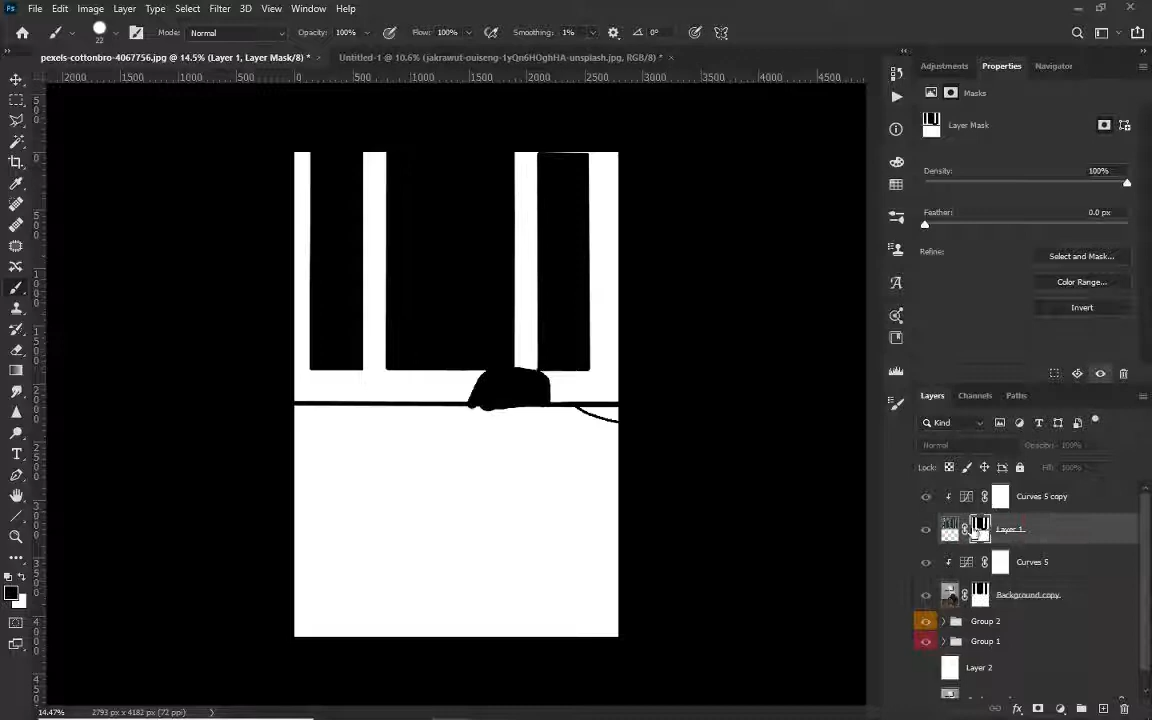 Ps File Edit Image Layer Type Select Filter 3D View Window Help
22 Mode: Normal Opacity: 100% Flow: 100% Smoothing: 1% 0°
pexels-cottonbro-4067756.jpg @ 14.5% (Layer 1, Layer Mask/8) * × Untitled-1 @ 10.6% (jakrawut-ouiseng-1yQn6HOghHA-unsplash.jpg, RGB/8) * ×
2000 1500 1000 500 0 500 1000 1500 2000 2500 3000 3500 4000 4500
Adjustments Properties Navigator
Masks
Layer Mask
Density: 100%
Feather: 0.0 px
Refine: Select and Mask...
Color Range...
Invert
Layers Channels Paths
Kind
Normal Opacity: 100%
Lock: Fill: 100%
Curves 5 copy
Layer 1
Curves 5
Background copy
Group 2
Group 1
Layer 2
14.47% 2793 px x 4182 px (72 ppi)